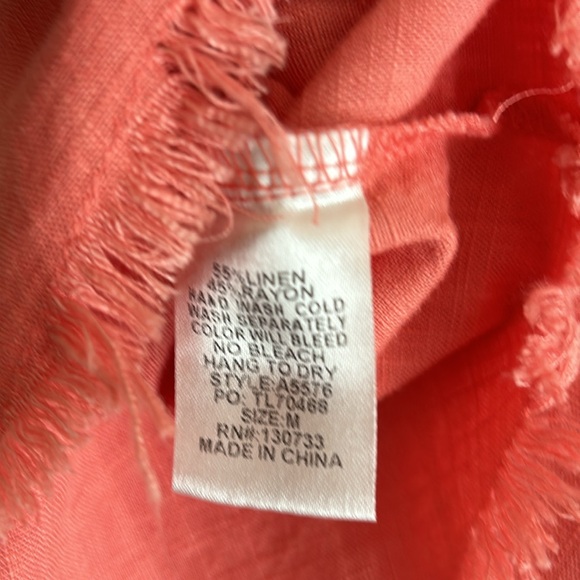 55% LINEN
45% RAYON
HAND WASH COLD
WASH SEPARATELY
COLOR WILL BLEED
NO BLEACH
HANG TO DRY
STYLE:A5576
PO: TL70468
SIZE:M
RN#:130733
MADE IN CHINA